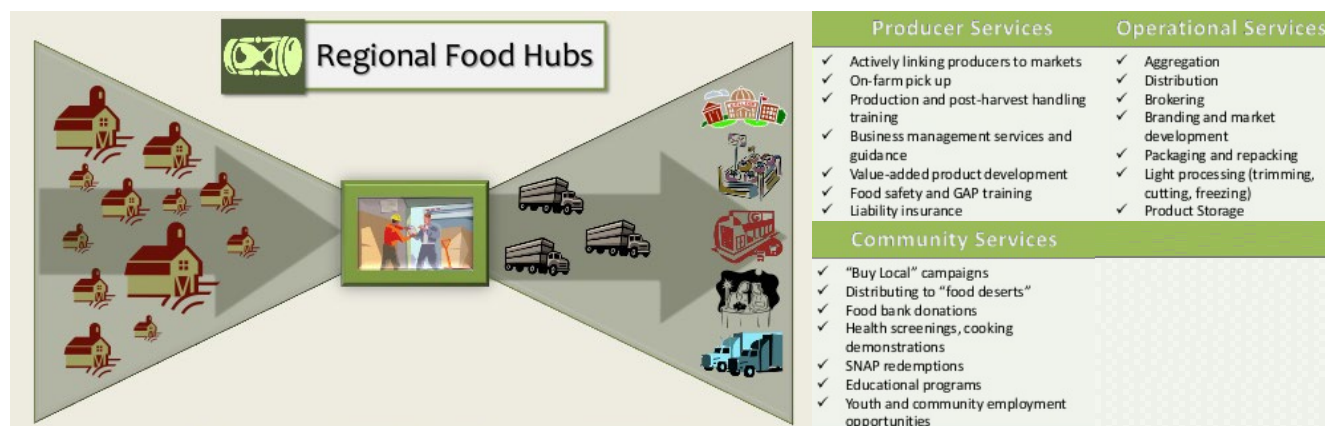 Regional Food Hubs
Producer Services
Actively linking producers to markets
On-farm pick up
Production and post-harvest handling
training
Business management services and
guidance
Value-added product development
Food safety and GAP training
Liability insurance
Operational Services
Aggregation
Distribution
Brokering
Branding and market
development
Packaging and repacking
Light processing (trimming,
cutting, freezing)
Product Storage
Community Services
“Buy Local” campaigns
Distributing to “food deserts”
Food bank donations
Health screenings, cooking
demonstrations
SNAP redemptions
Educational programs
Youth and community employment
opportunities